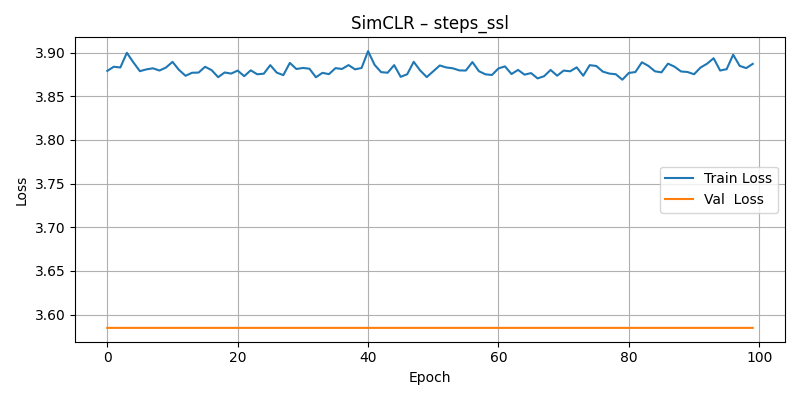 SimCLR – steps_ssl
Loss
3.90
3.85
3.80
3.75
3.70
3.65
3.60
Train Loss
Val  Loss
0 20 40 60 80 100
Epoch